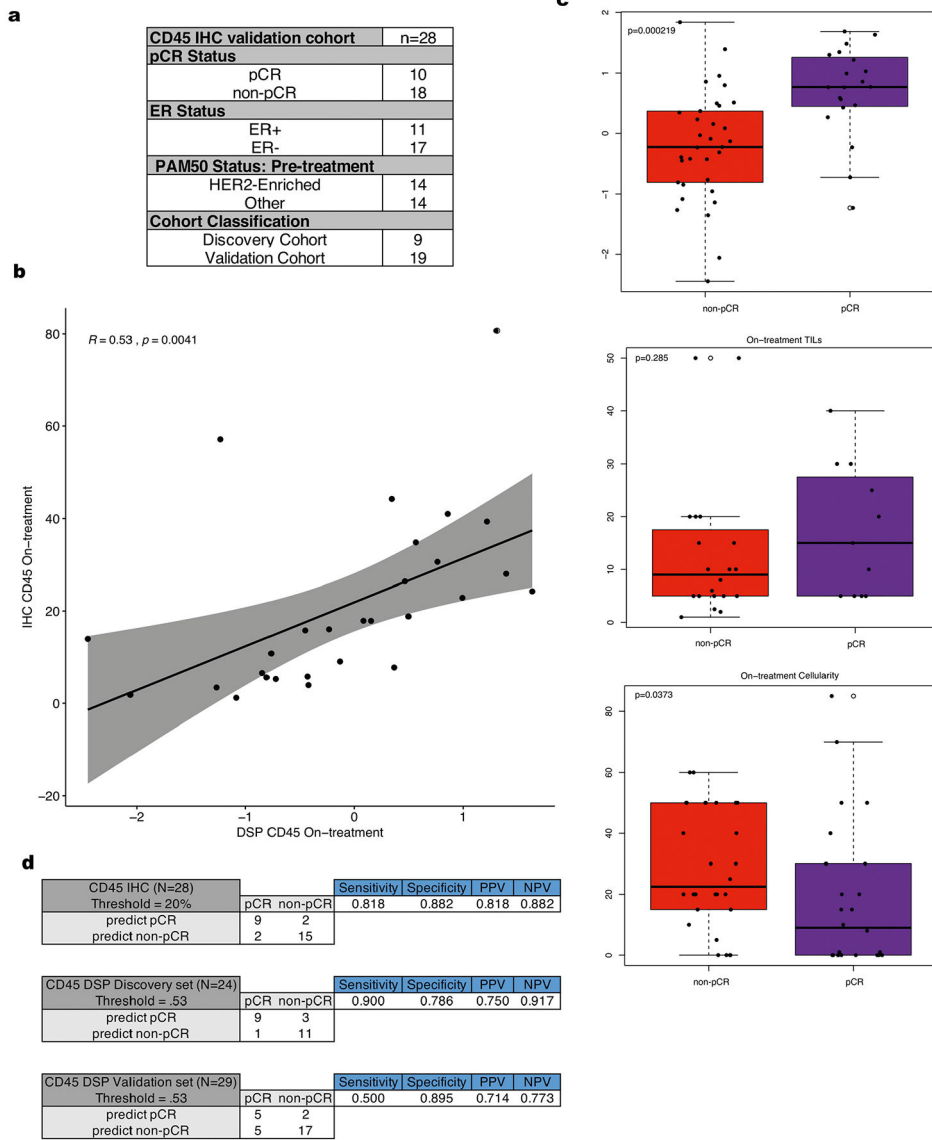 a
CD45 IHC validation cohort n=28
pCR Status
pCR 10
non-pCR 18
ER Status
ER+ 11
ER- 17
PAM50 Status: Pre-treatment
HER2-Enriched 14
Other 14
Cohort Classification
Discovery Cohort 9
Validation Cohort 19
b
R = 0.53 , p = 0.0041
80
60
40
20
0
−20
IHC CD45 On-treatment
−2 −1 0 1
DSP CD45 On-treatment
c
p=0.000219
2
1
0
−1
−2
non-pCR pCR
On-treatment TILs
p=0.285
50
40
30
20
10
0
non-pCR pCR
On-treatment Cellularity
p=0.0373
80
60
40
20
0
non-pCR pCR
d
CD45 IHC (N=28) Sensitivity Specificity PPV NPV
Threshold = 20% pCR non-pCR 0.818 0.882 0.818 0.882
predict pCR 9 2
predict non-pCR 2 15
CD45 DSP Discovery set (N=24) Sensitivity Specificity PPV NPV
Threshold = .53 pCR non-pCR 0.900 0.786 0.750 0.917
predict pCR 9 3
predict non-pCR 1 11
CD45 DSP Validation set (N=29) Sensitivity Specificity PPV NPV
Threshold = .53 pCR non-pCR 0.500 0.895 0.714 0.773
predict pCR 5 2
predict non-pCR 5 17